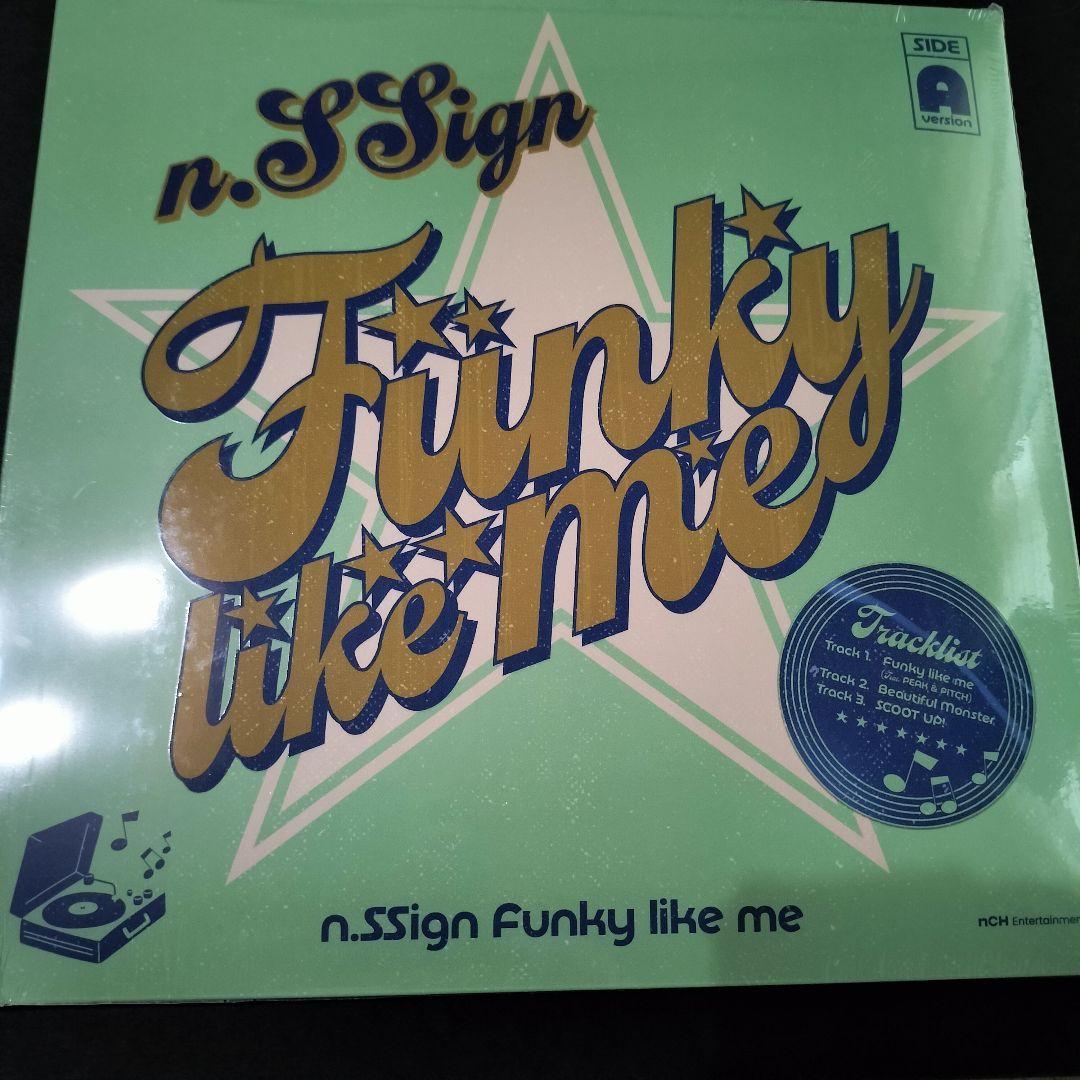 n.SSign
SIDE
A
version
Funky
like me
Tracklist
Track 1. Funky like me
(Feat. PEAK & PITCH)
Track 2. Beautiful Monster
Track 3. SCOOT UP!
n.SSign Funky like me
nCH Entertainmen